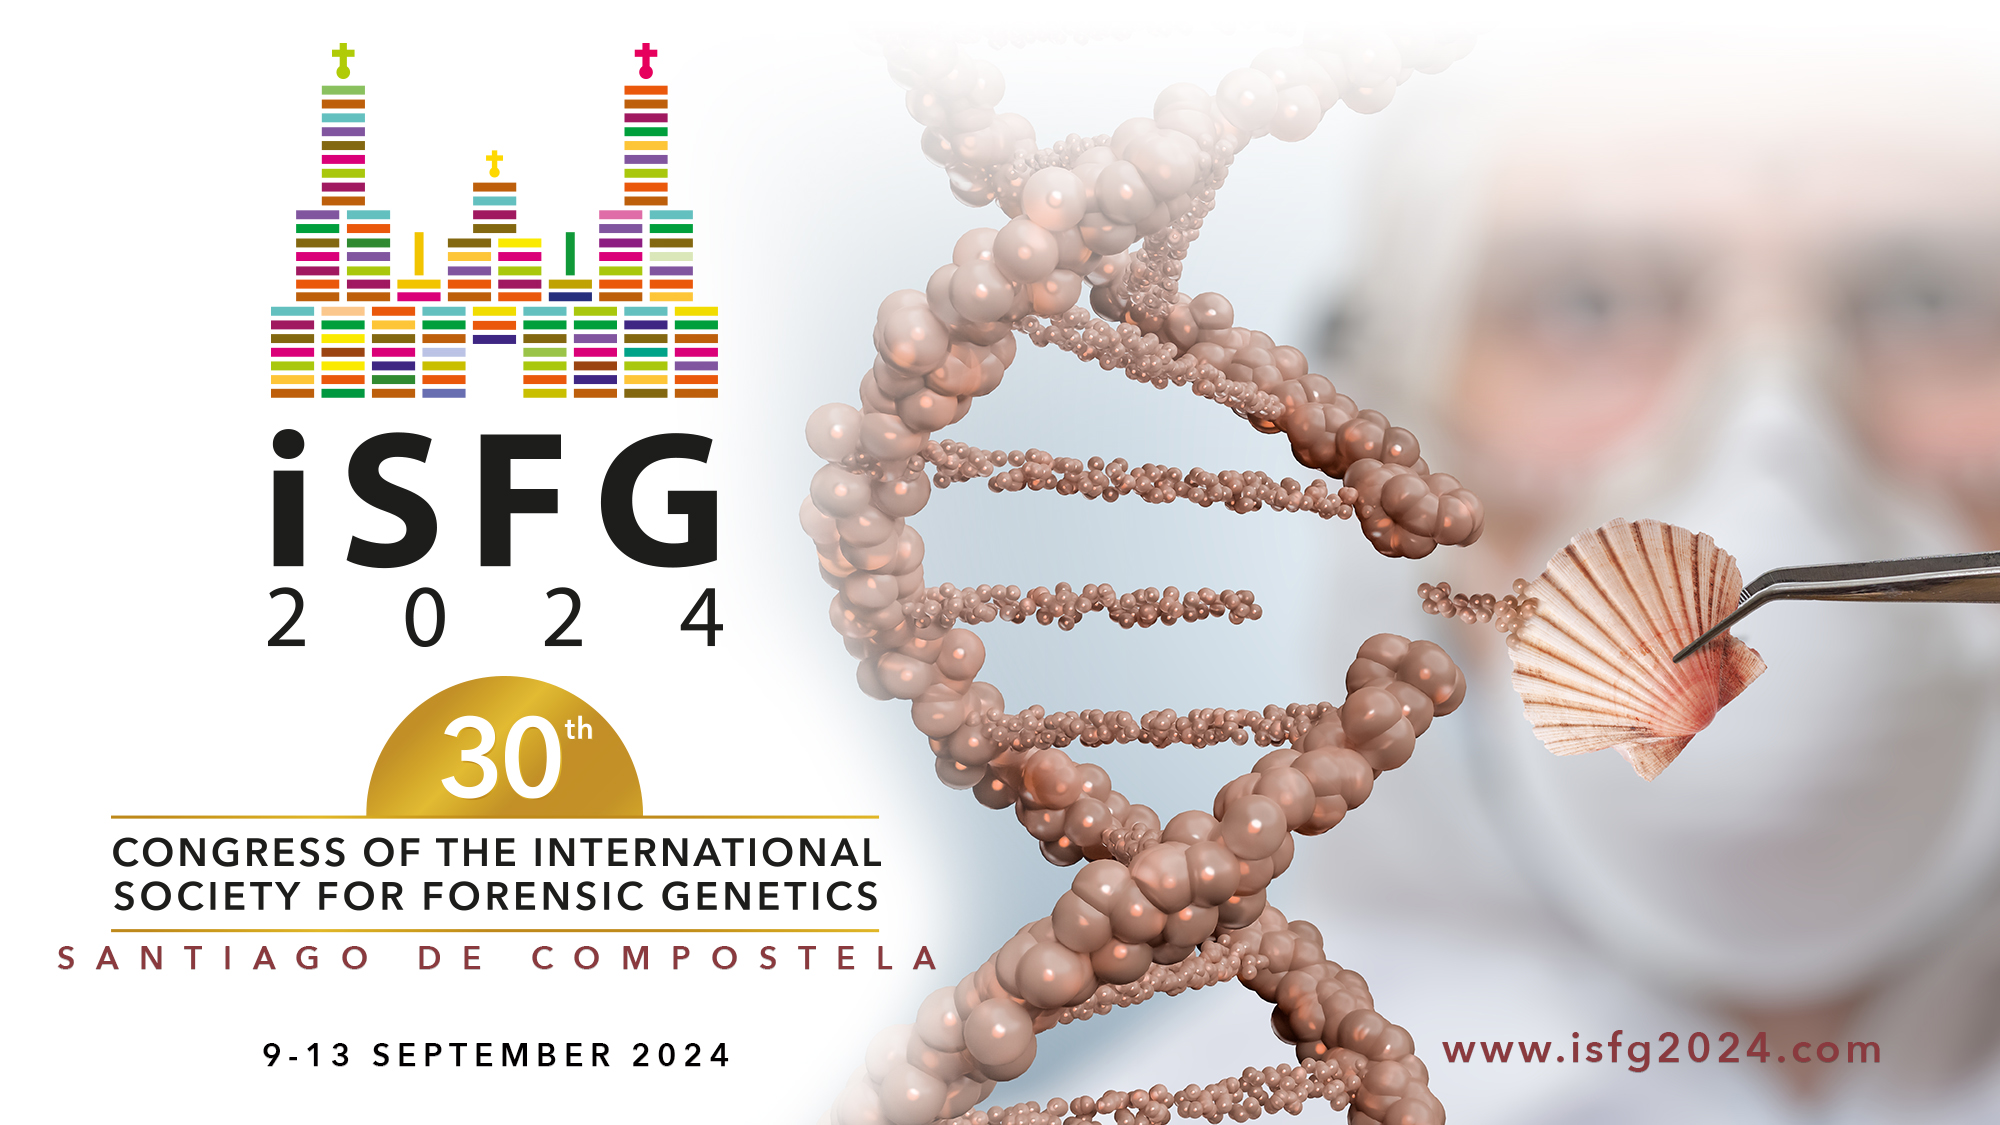 iSFG
2024
30th
CONGRESS OF THE INTERNATIONAL
SOCIETY FOR FORENSIC GENETICS
SANTIAGO DE COMPOSTELA
9-13 SEPTEMBER 2024
www.isfg2024.com